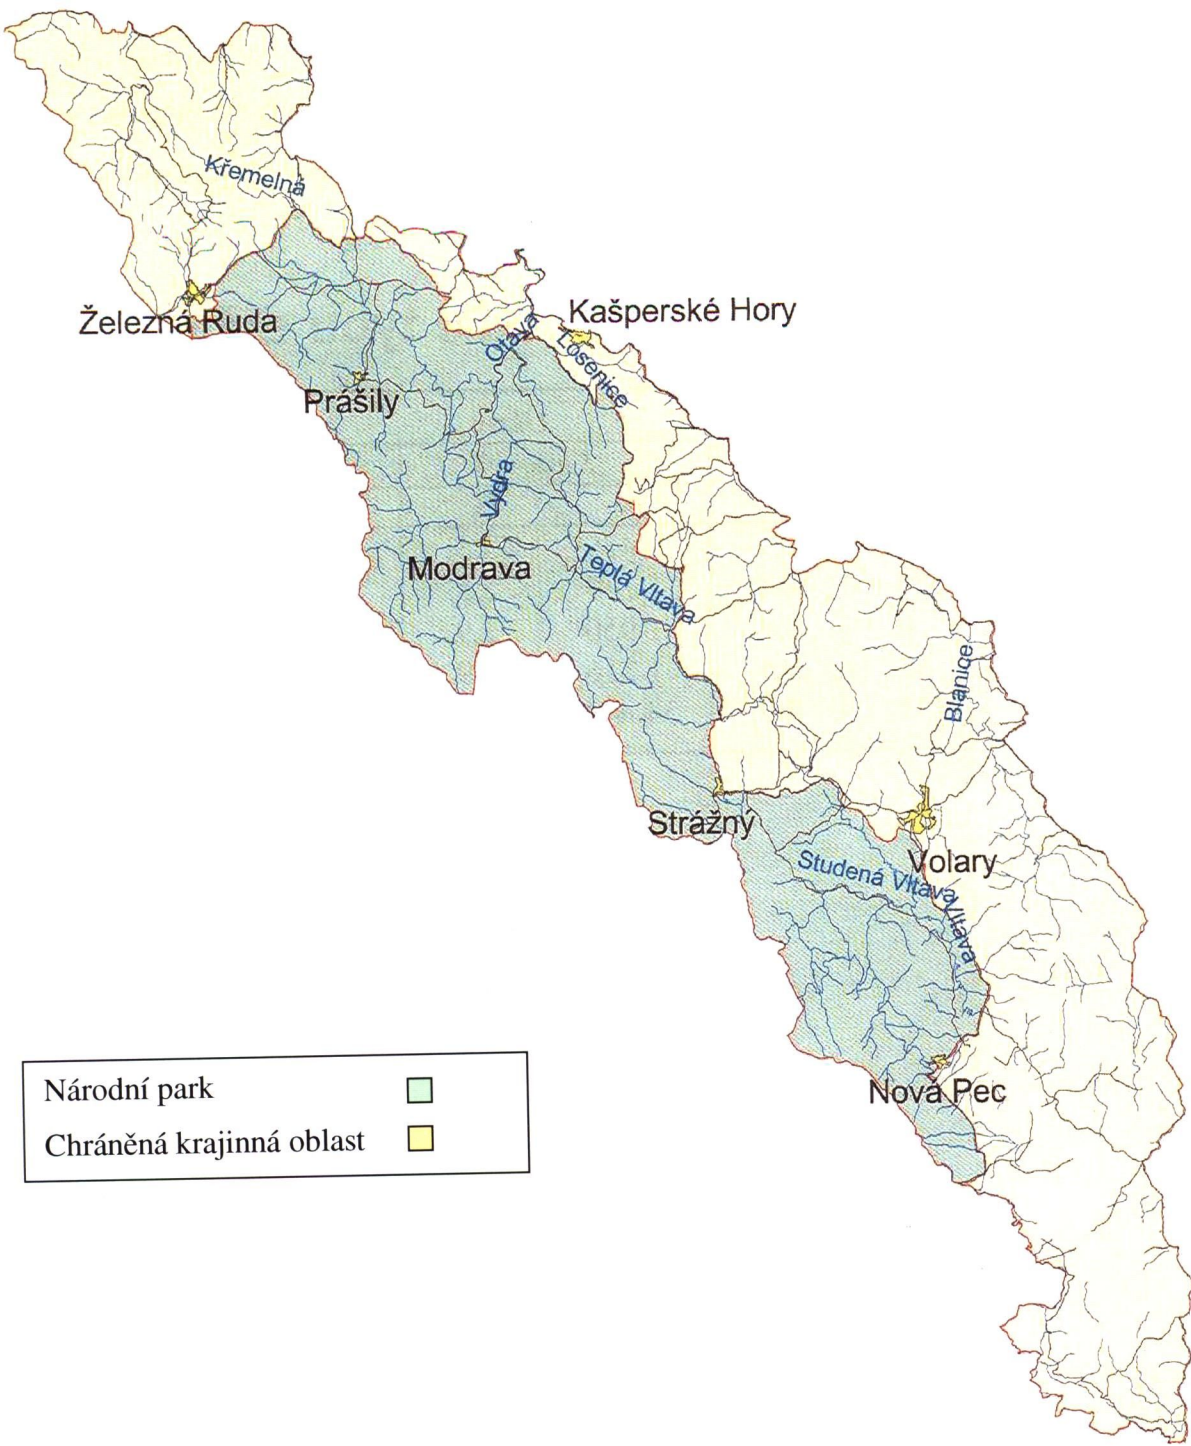 Křemelná
Železná Ruda
Kašperské Hory
Otava
Losenice
Prášily
Vydra
Modrava
Teplá Vltava
Blanice
Strážný
Volary
Studená Vltava
Vltava
Nová Pec
Národní park
Chráněná krajinná oblast